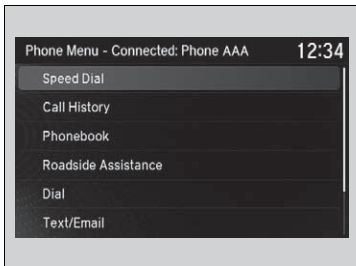 Phone Menu - Connected: Phone AAA 12:34
Speed Dial
Call History
Phonebook
Roadside Assistance
Dial
Text/Email